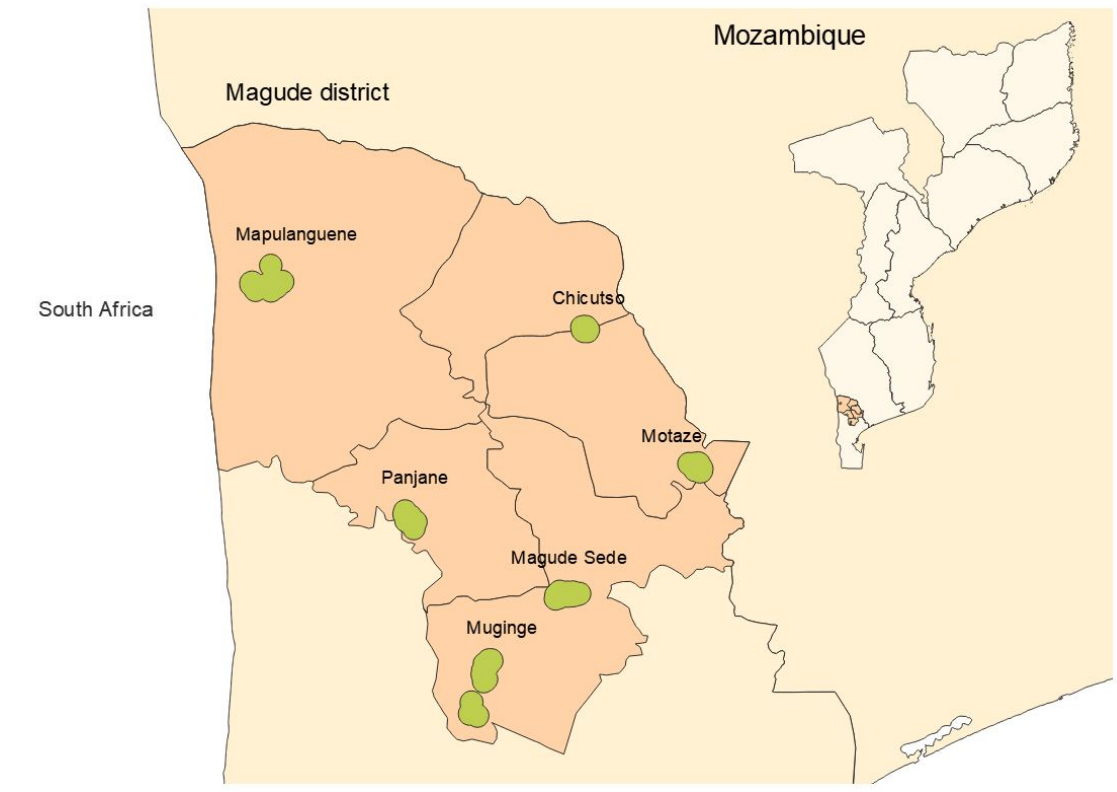 Mozambique
Magude district
Mapulanguene
Chicutso
South Africa
Motaze
Panjane
Magude Sede
Muginge